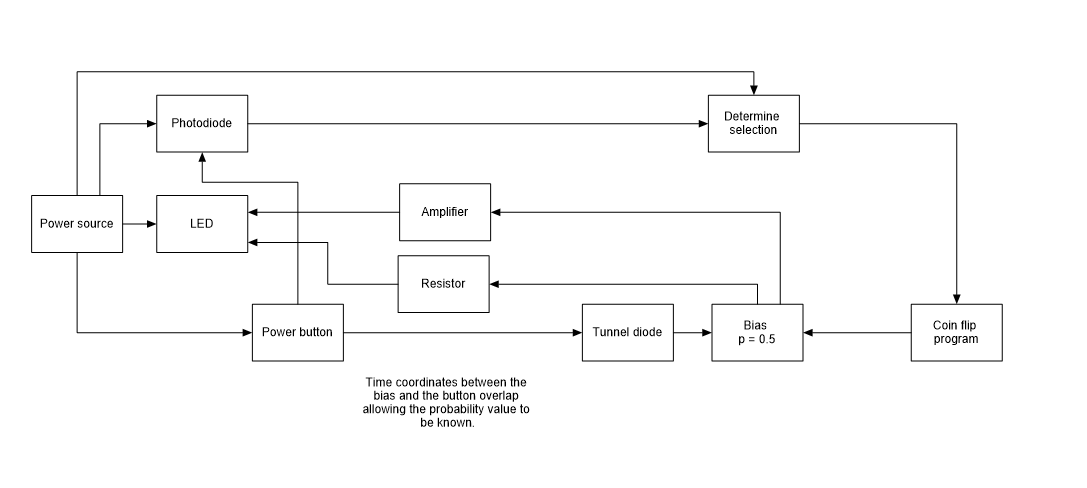 Determine
selection
Photodiode
Amplifier
Power source
LED
Resistor
Power button
Tunnel diode
Bias
p = 0.5
Coin flip
program
Time coordinates between the
bias and the button overlap
allowing the probability value to
be known.